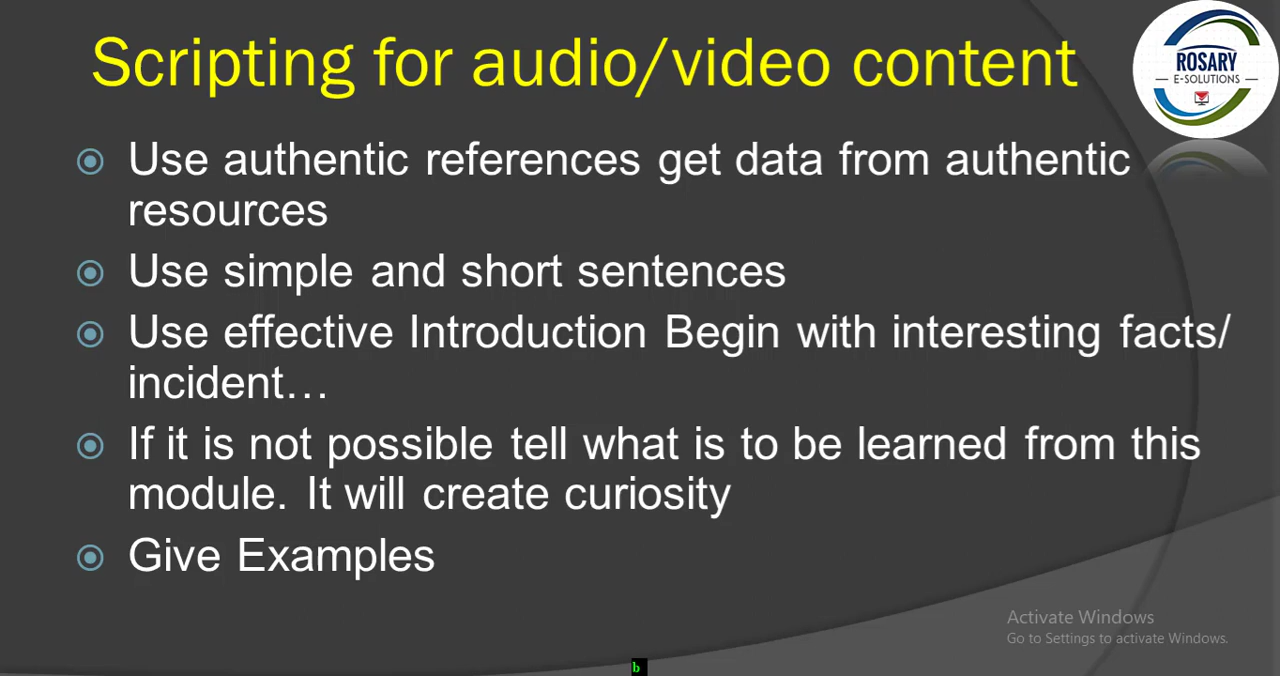 Scripting for audio/video content
ROSARY
E-SOLUTIONS
Use authentic references get data from authentic
resources
Use simple and short sentences
Use effective Introduction Begin with interesting facts/
incident…
If it is not possible tell what is to be learned from this
module. It will create curiosity
Give Examples
Activate Windows
Go to Settings to activate Windows.
b